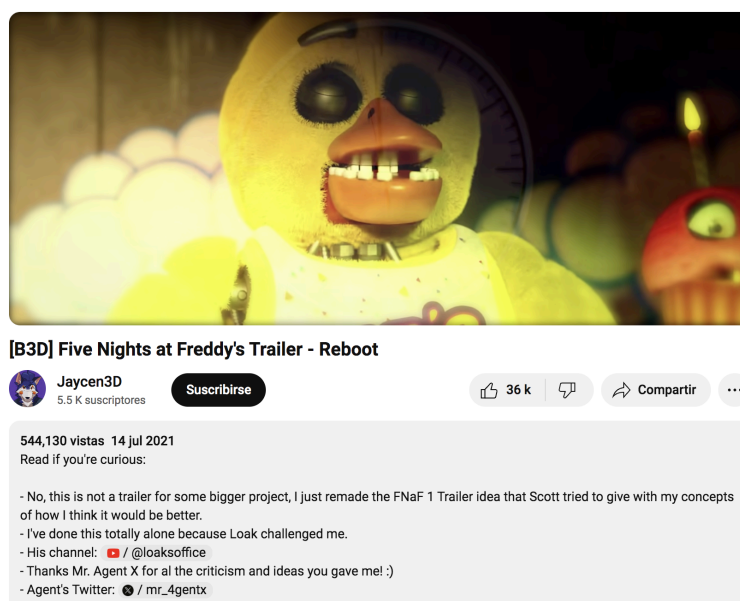 [B3D] Five Nights at Freddy's Trailer - Reboot
Jaycen3D
5.5 K suscriptores
Suscribirse
36 k
Compartir
544,130 vistas 14 jul 2021
Read if you're curious:
- No, this is not a trailer for some bigger project, I just remade the FNaF 1 Trailer idea that Scott tried to give with my concepts
of how I think it would be better.
- I've done this totally alone because Loak challenged me.
- His channel: / @loaksoffice
- Thanks Mr. Agent X for al the criticism and ideas you gave me! :)
- Agent's Twitter: / mr_4gentx